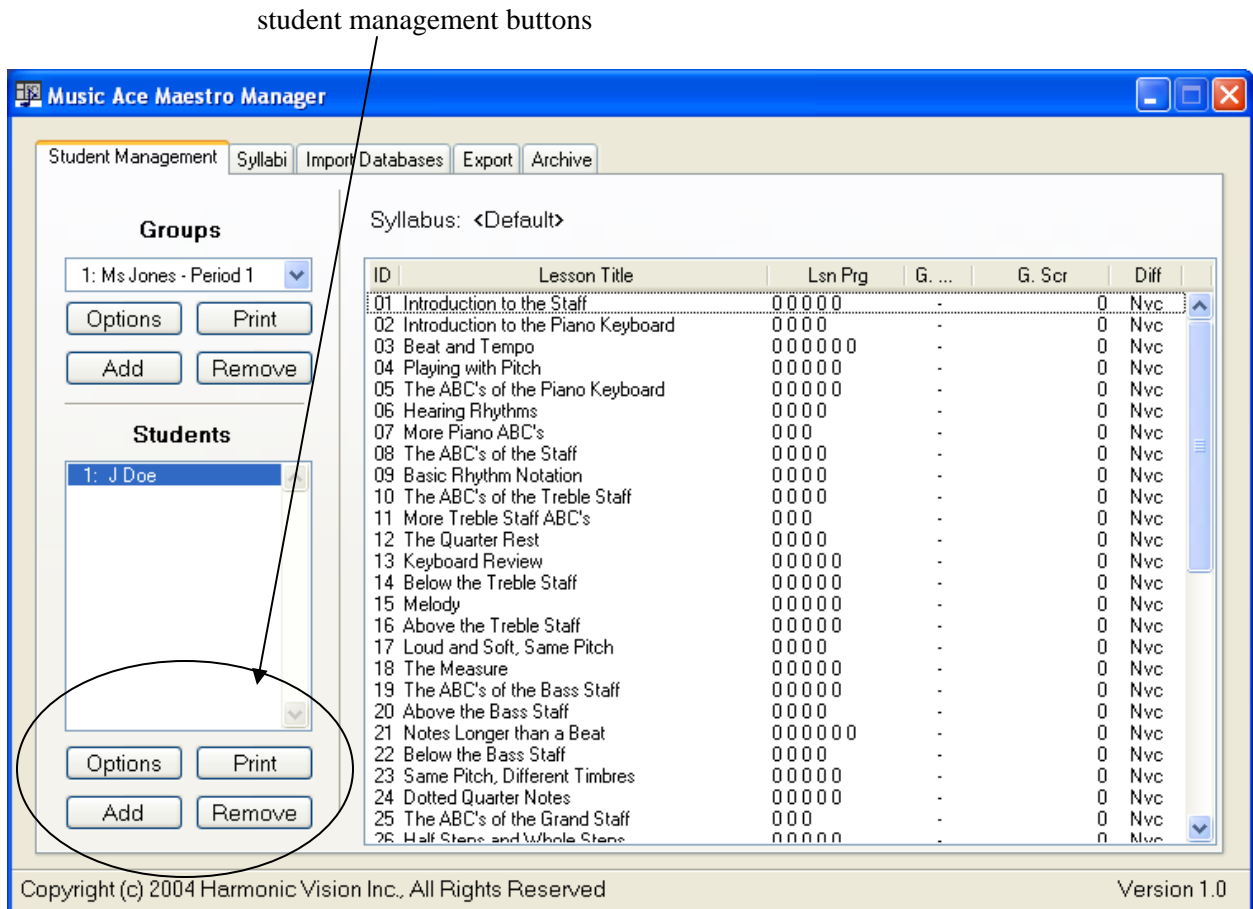 student management buttons
Music Ace Maestro Manager
Student Management Syllabi Import Databases Export Archive
Groups
1: Ms Jones - Period 1
Options Print
Add Remove
Students
1: J Doe
Options Print
Add Remove
Syllabus: <Default>
ID Lesson Title Lsn Prg G. ... G. Scr Diff
01 Introduction to the Staff 0 0 0 0 0 - 0 Nvc
02 Introduction to the Piano Keyboard 0 0 0 0 - 0 Nvc
03 Beat and Tempo 0 0 0 0 0 0 - 0 Nvc
04 Playing with Pitch 0 0 0 0 0 - 0 Nvc
05 The ABC's of the Piano Keyboard 0 0 0 0 0 - 0 Nvc
06 Hearing Rhythms 0 0 0 0 - 0 Nvc
07 More Piano ABC's 0 0 0 - 0 Nvc
08 The ABC's of the Staff 0 0 0 0 - 0 Nvc
09 Basic Rhythm Notation 0 0 0 0 - 0 Nvc
10 The ABC's of the Treble Staff 0 0 0 0 - 0 Nvc
11 More Treble Staff ABC's 0 0 0 - 0 Nvc
12 The Quarter Rest 0 0 0 0 - 0 Nvc
13 Keyboard Review 0 0 0 0 0 - 0 Nvc
14 Below the Treble Staff 0 0 0 0 0 - 0 Nvc
15 Melody 0 0 0 0 0 - 0 Nvc
16 Above the Treble Staff 0 0 0 0 0 - 0 Nvc
17 Loud and Soft, Same Pitch 0 0 0 0 - 0 Nvc
18 The Measure 0 0 0 0 0 - 0 Nvc
19 The ABC's of the Bass Staff 0 0 0 0 0 - 0 Nvc
20 Above the Bass Staff 0 0 0 0 - 0 Nvc
21 Notes Longer than a Beat 0 0 0 0 0 0 - 0 Nvc
22 Below the Bass Staff 0 0 0 0 - 0 Nvc
23 Same Pitch, Different Timbres 0 0 0 0 0 - 0 Nvc
24 Dotted Quarter Notes 0 0 0 0 0 - 0 Nvc
25 The ABC's of the Grand Staff 0 0 0 - 0 Nvc
26 Half Steps and Whole Steps 0 0 0 0 0 - 0 Nvc
Copyright (c) 2004 Harmonic Vision Inc., All Rights Reserved Version 1.0